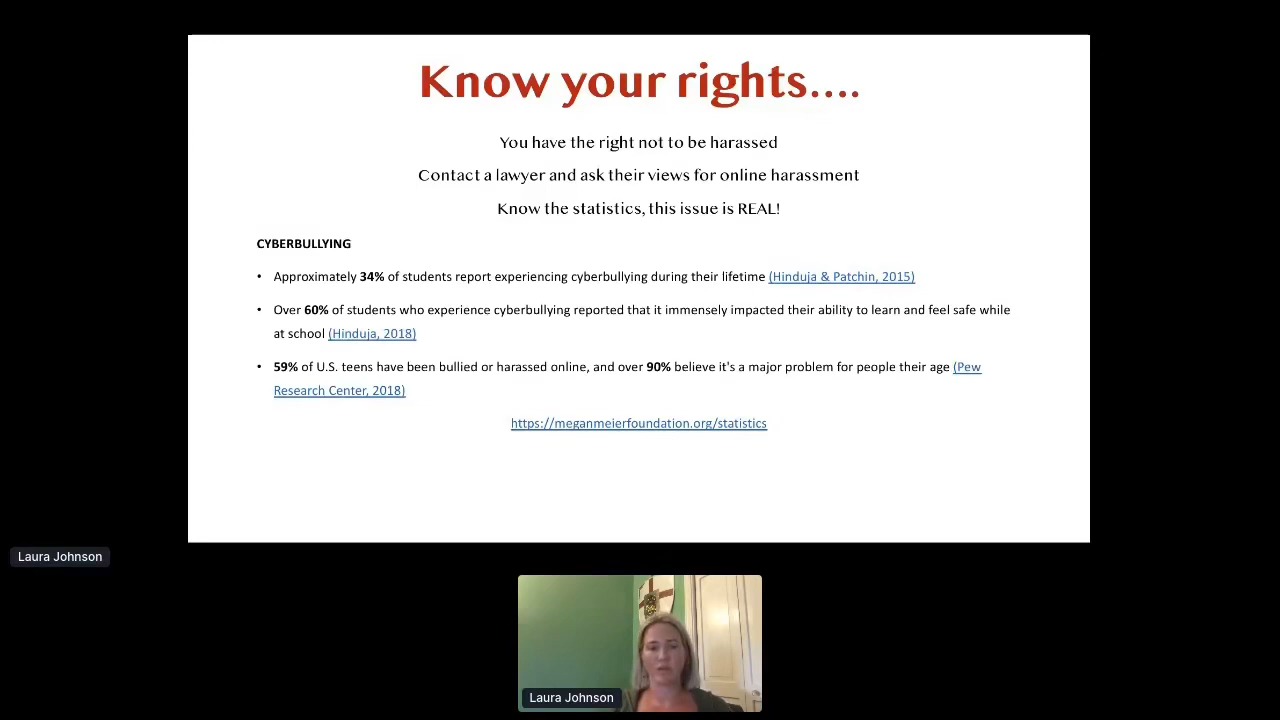 Know your rights....
You have the right not to be harassed
Contact a lawyer and ask their views for online harassment
Know the statistics, this issue is REAL!
CYBERBULLYING
• Approximately 34% of students report experiencing cyberbullying during their lifetime (Hinduja & Patchin, 2015)
• Over 60% of students who experience cyberbullying reported that it immensely impacted their ability to learn and feel safe while
at school (Hinduja, 2018)
• 59% of U.S. teens have been bullied or harassed online, and over 90% believe it's a major problem for people their age (Pew
Research Center, 2018)
https://meganmeierfoundation.org/statistics
Laura Johnson
Laura Johnson